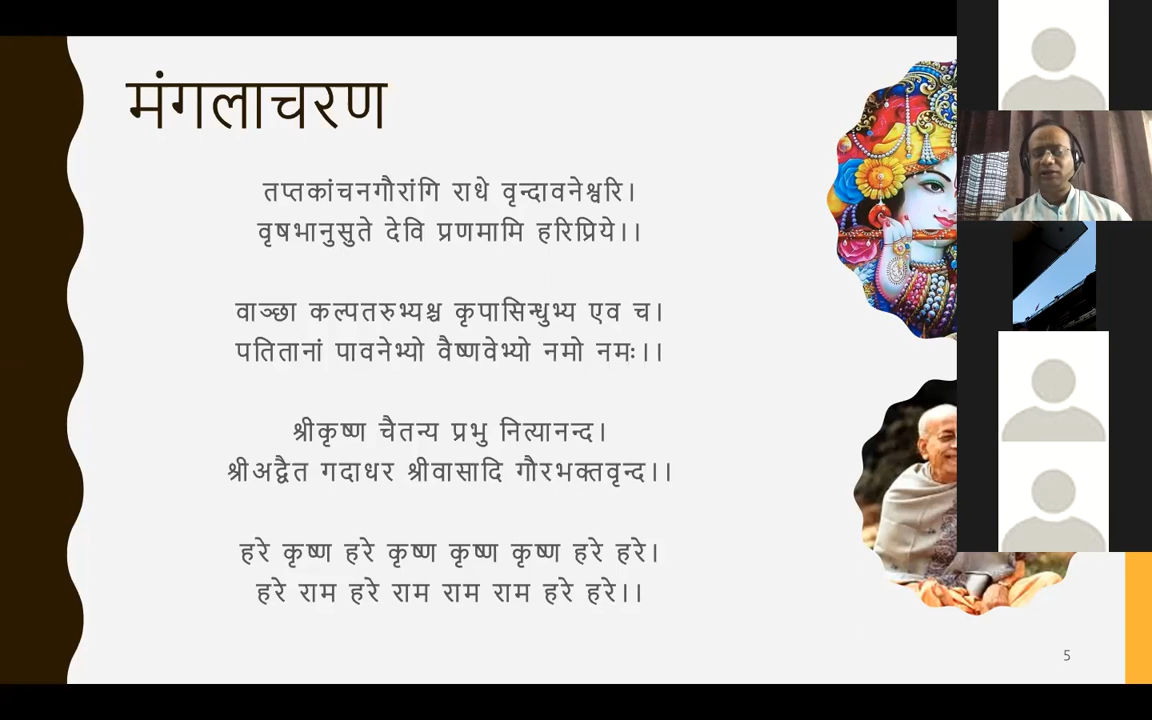 मंगलाचरण
तप्तकांचनगौरांगि राधे वृन्दावनेश्वरि।
वृषभानुसुते देवि प्रणमामि हरिप्रिये।।
वाञ्छा कल्पतरुभ्यश्च कृपासिन्धुभ्य एव च।
पतितानां पावनेभ्यो वैष्णवेभ्यो नमो नमः।।
श्रीकृष्ण चैतन्य प्रभु नित्यानन्द।
श्रीअद्वैत गदाधर श्रीवासादि गौरभक्तवृन्द।।
हरे कृष्ण हरे कृष्ण कृष्ण कृष्ण हरे हरे।
हरे राम हरे राम राम राम हरे हरे।।
5